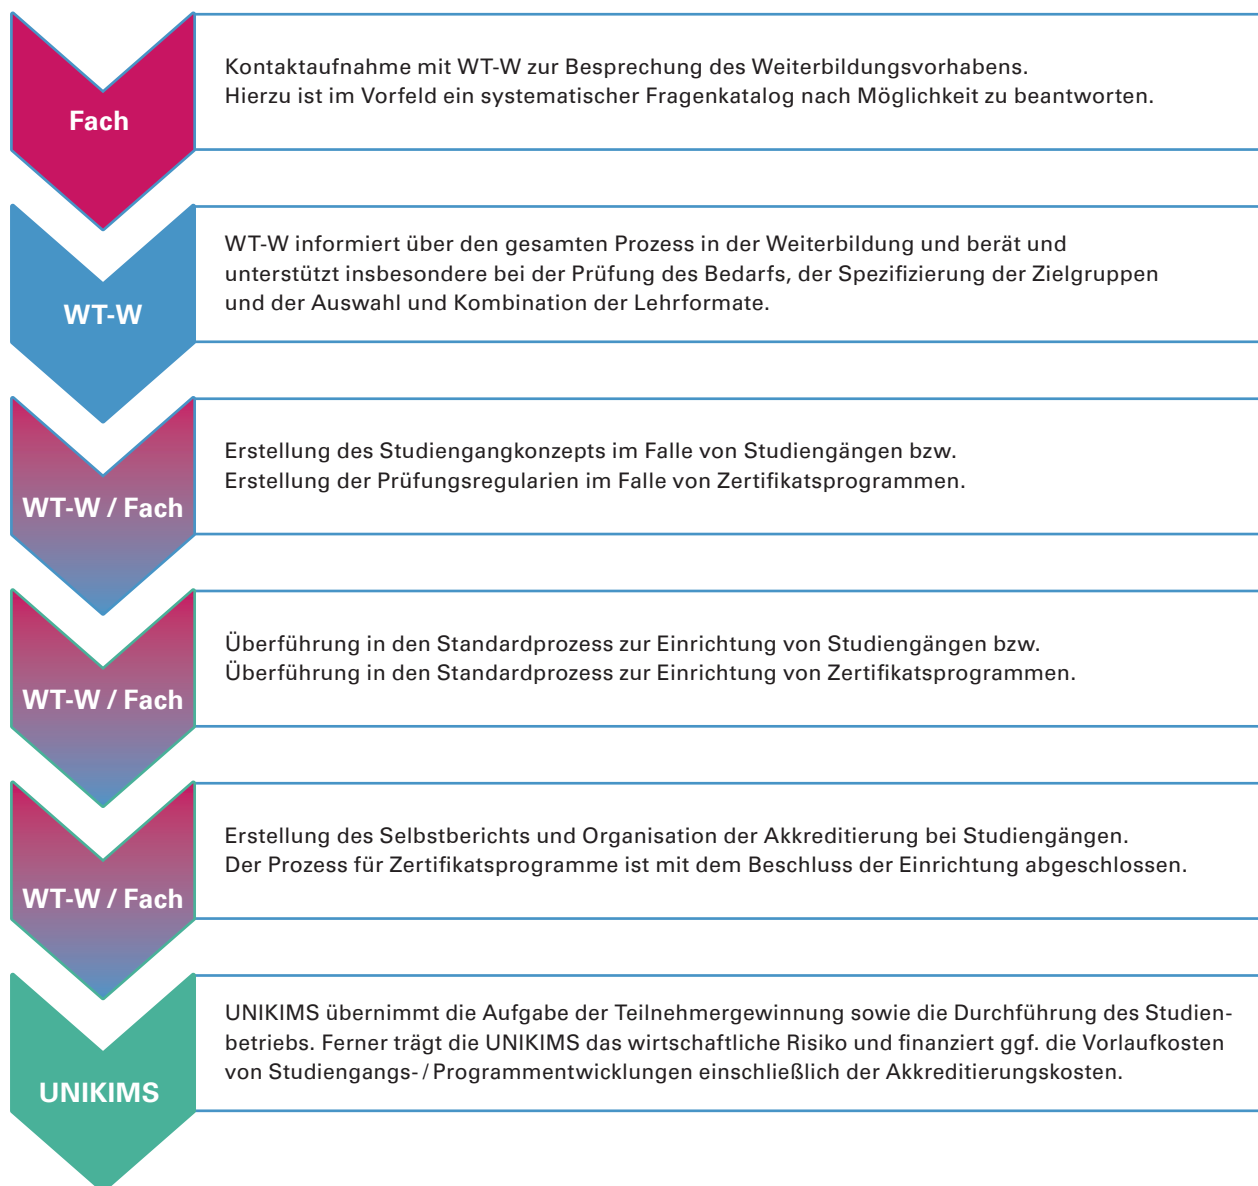 Fach
Kontaktaufnahme mit WT-W zur Besprechung des Weiterbildungsvorhabens.
Hierzu ist im Vorfeld ein systematischer Fragenkatalog nach Möglichkeit zu beantworten.
WT-W
WT-W informiert über den gesamten Prozess in der Weiterbildung und berät und
unterstützt insbesondere bei der Prüfung des Bedarfs, der Spezifizierung der Zielgruppen
und der Auswahl und Kombination der Lehrformate.
WT-W / Fach
Erstellung des Studiengangkonzepts im Falle von Studiengängen bzw.
Erstellung der Prüfungsregularien im Falle von Zertifikatsprogrammen.
WT-W / Fach
Überführung in den Standardprozess zur Einrichtung von Studiengängen bzw.
Überführung in den Standardprozess zur Einrichtung von Zertifikatsprogrammen.
WT-W / Fach
Erstellung des Selbstberichts und Organisation der Akkreditierung bei Studiengängen.
Der Prozess für Zertifikatsprogramme ist mit dem Beschluss der Einrichtung abgeschlossen.
UNIKIMS
UNIKIMS übernimmt die Aufgabe der Teilnehmergewinnung sowie die Durchführung des Studien-
betriebs. Ferner trägt die UNIKIMS das wirtschaftliche Risiko und finanziert ggf. die Vorlaufkosten
von Studiengangs- / Programmentwicklungen einschließlich der Akkreditierungskosten.